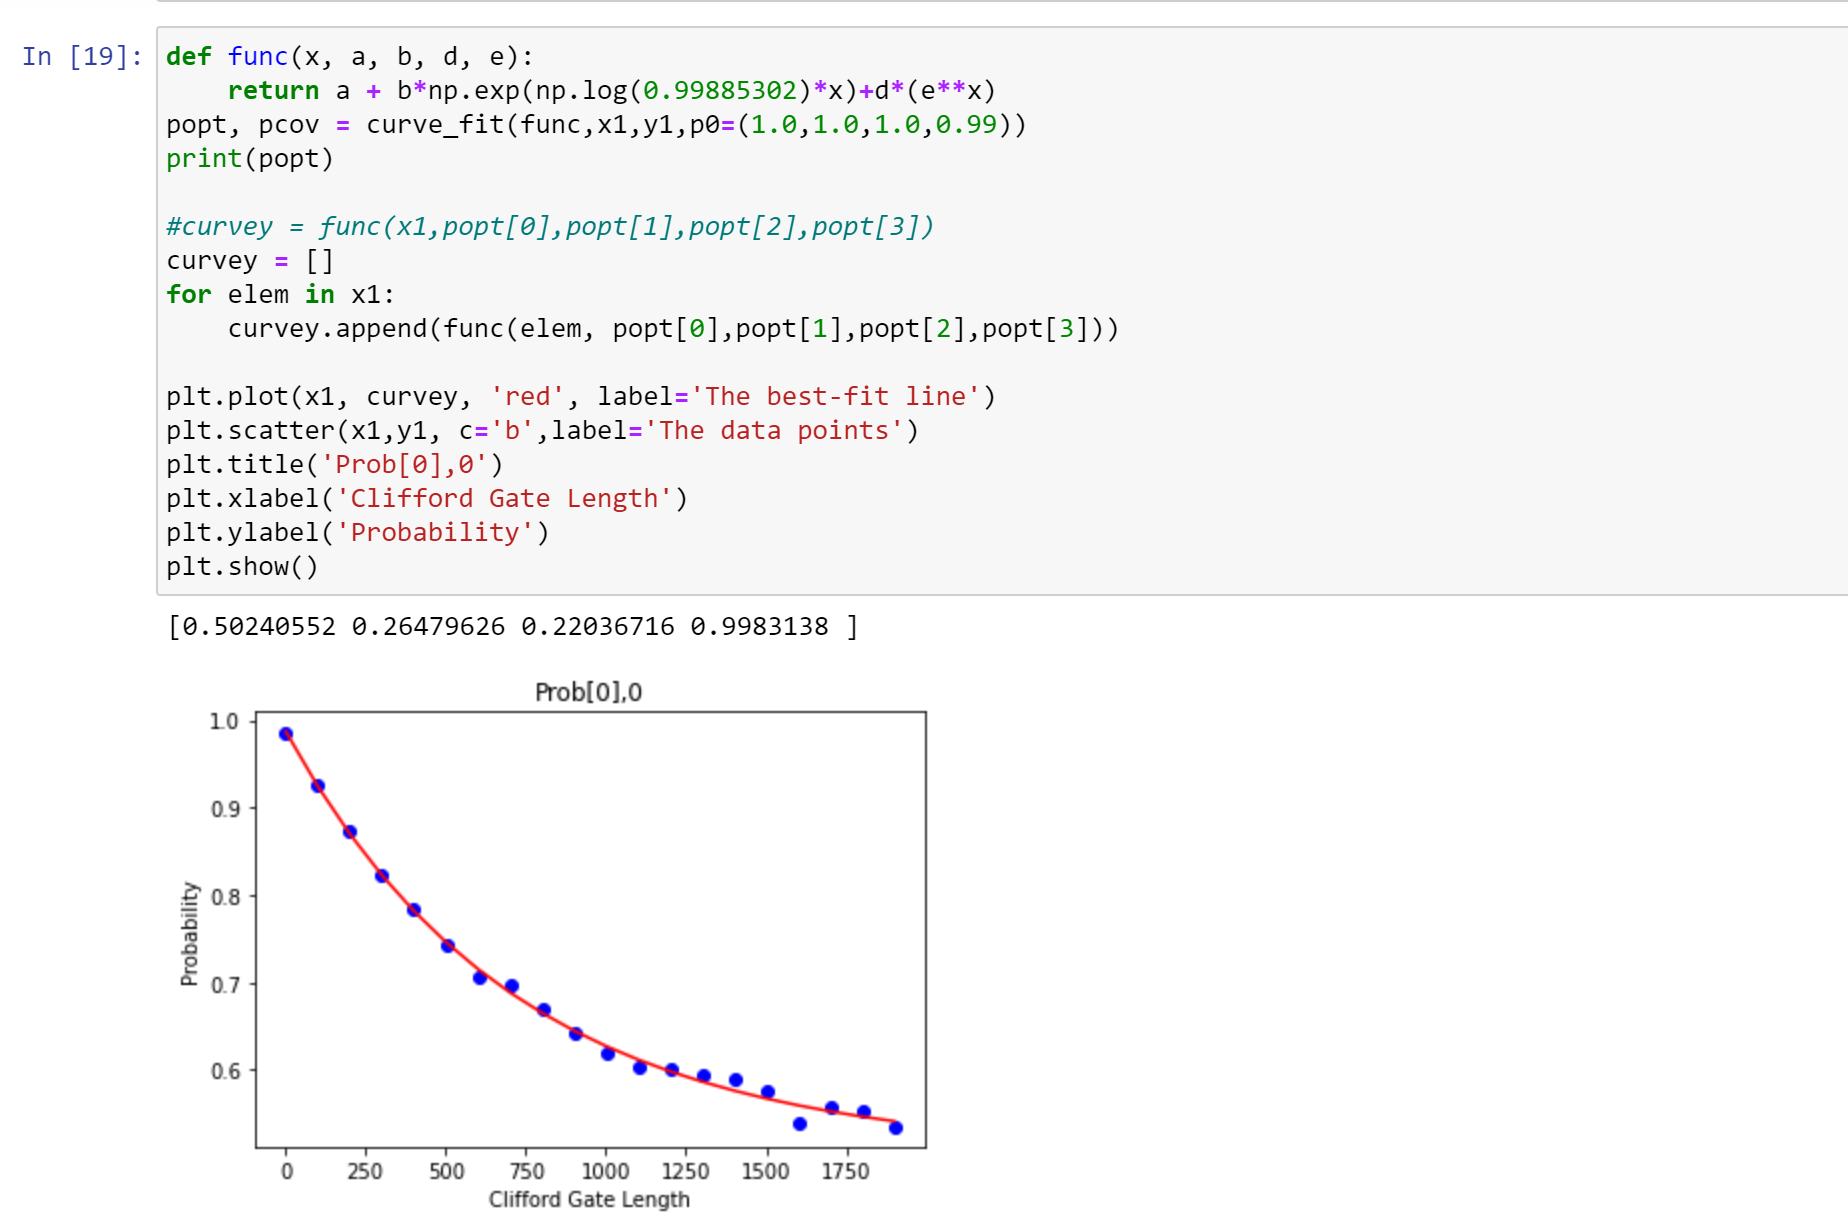 In [19]:
def func(x, a, b, d, e):
    return a + b*np.exp(np.log(0.99885302)*x)+d*(e**x)
popt, pcov = curve_fit(func,x1,y1,p0=(1.0,1.0,1.0,0.99))
print(popt)
#curvey = func(x1,popt[0],popt[1],popt[2],popt[3])
curvey = []
for elem in x1:
    curvey.append(func(elem, popt[0],popt[1],popt[2],popt[3]))
plt.plot(x1, curvey, 'red', label='The best-fit line')
plt.scatter(x1,y1, c='b',label='The data points')
plt.title('Prob[0],0')
plt.xlabel('Clifford Gate Length')
plt.ylabel('Probability')
plt.show()
[0.50240552 0.26479626 0.22036716 0.9983138 ]
Prob[0],0
1.0
0.9
0.8
0.7
0.6
Probability
0 250 500 750 1000 1250 1500 1750
Clifford Gate Length